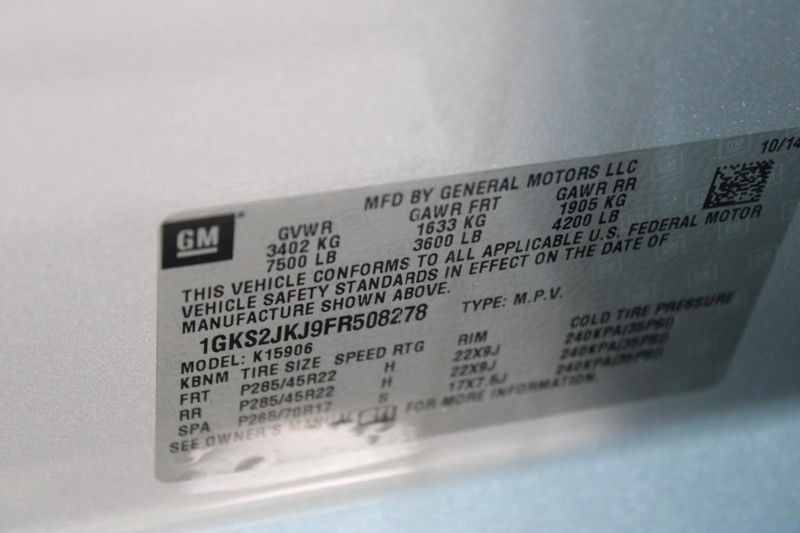 10/14
MFD BY GENERAL MOTORS LLC
GM
GVWR GAWR FRT GAWR RR
3402 KG 1633 KG 1905 KG
7500 LB 3600 LB 4200 LB
THIS VEHICLE CONFORMS TO ALL APPLICABLE U.S. FEDERAL MOTOR
VEHICLE SAFETY STANDARDS IN EFFECT ON THE DATE OF
MANUFACTURE SHOWN ABOVE.
1GKS2JKJ9FR508278 TYPE: M.P.V.
MODEL: K15906
KBNM TIRE SIZE SPEED RTG RIM COLD TIRE PRESSURE
FRT P285/45R22 H 22X9J 240KPA(35PSI)
RR P285/45R22 H 22X9J 240KPA(35PSI)
SPA P265/70R17 S 17X7.5J 240KPA(35PSI)
SEE OWNER'S MANUAL FOR MORE INFORMATION.